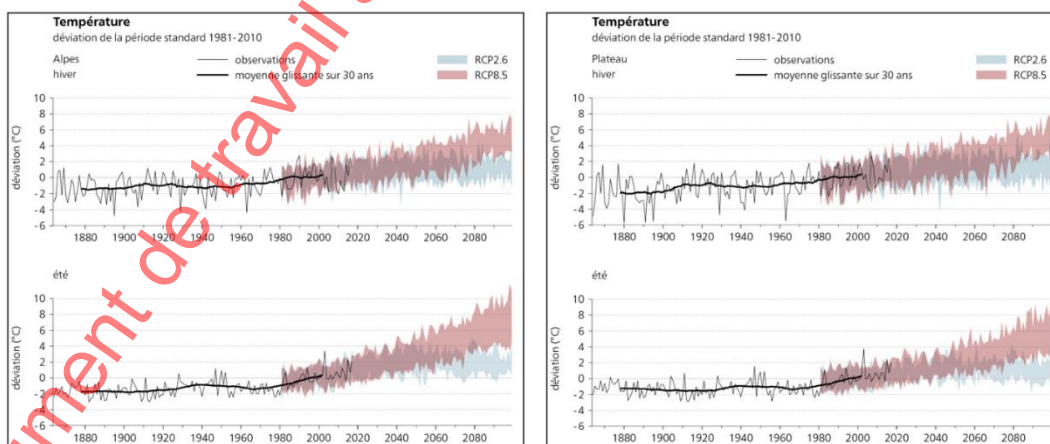 Température
déviation de la période standard 1981-2010
Alpes
hiver
observations
moyenne glissante sur 30 ans
RCP2.6
RCP8.5
déviation (°C)
10
8
6
4
2
0
-2
-4
-6
1880 1900 1920 1940 1960 1980 2000 2020 2040 2060 2080
été
déviation (°C)
10
8
6
4
2
0
-2
-4
-6
1880 1900 1920 1940 1960 1980 2000 2020 2040 2060 2080
Température
déviation de la période standard 1981-2010
Plateau
hiver
observations
moyenne glissante sur 30 ans
RCP2.6
RCP8.5
déviation (°C)
10
8
6
4
2
0
-2
-4
-6
1880 1900 1920 1940 1960 1980 2000 2020 2040 2060 2080
été
déviation (°C)
10
8
6
4
2
0
-2
-4
-6
1880 1900 1920 1940 1960 1980 2000 2020 2040 2060 2080
ument de travail